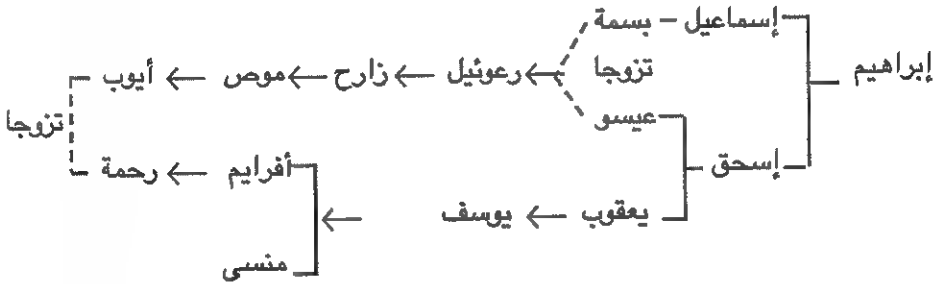 إسماعيل – بسمة
إبراهيم تزوجا رعوئيل زارح موص أيوب
عيسو
تزوجا
إسحق أفرايم رحمة
يعقوب يوسف
منسى